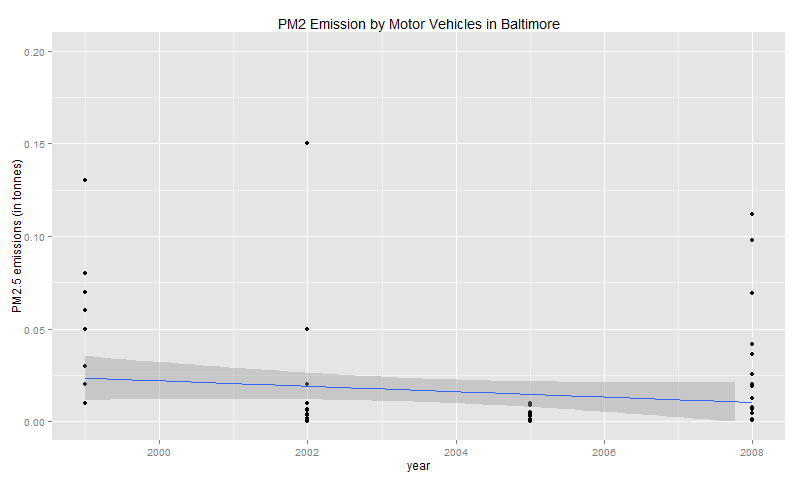 PM2 Emission by Motor Vehicles in Baltimore
0.20
0.15
0.10
0.05
0.00
PM2.5 emissions (in tonnes)
2000 2002 2004 2006 2008
year